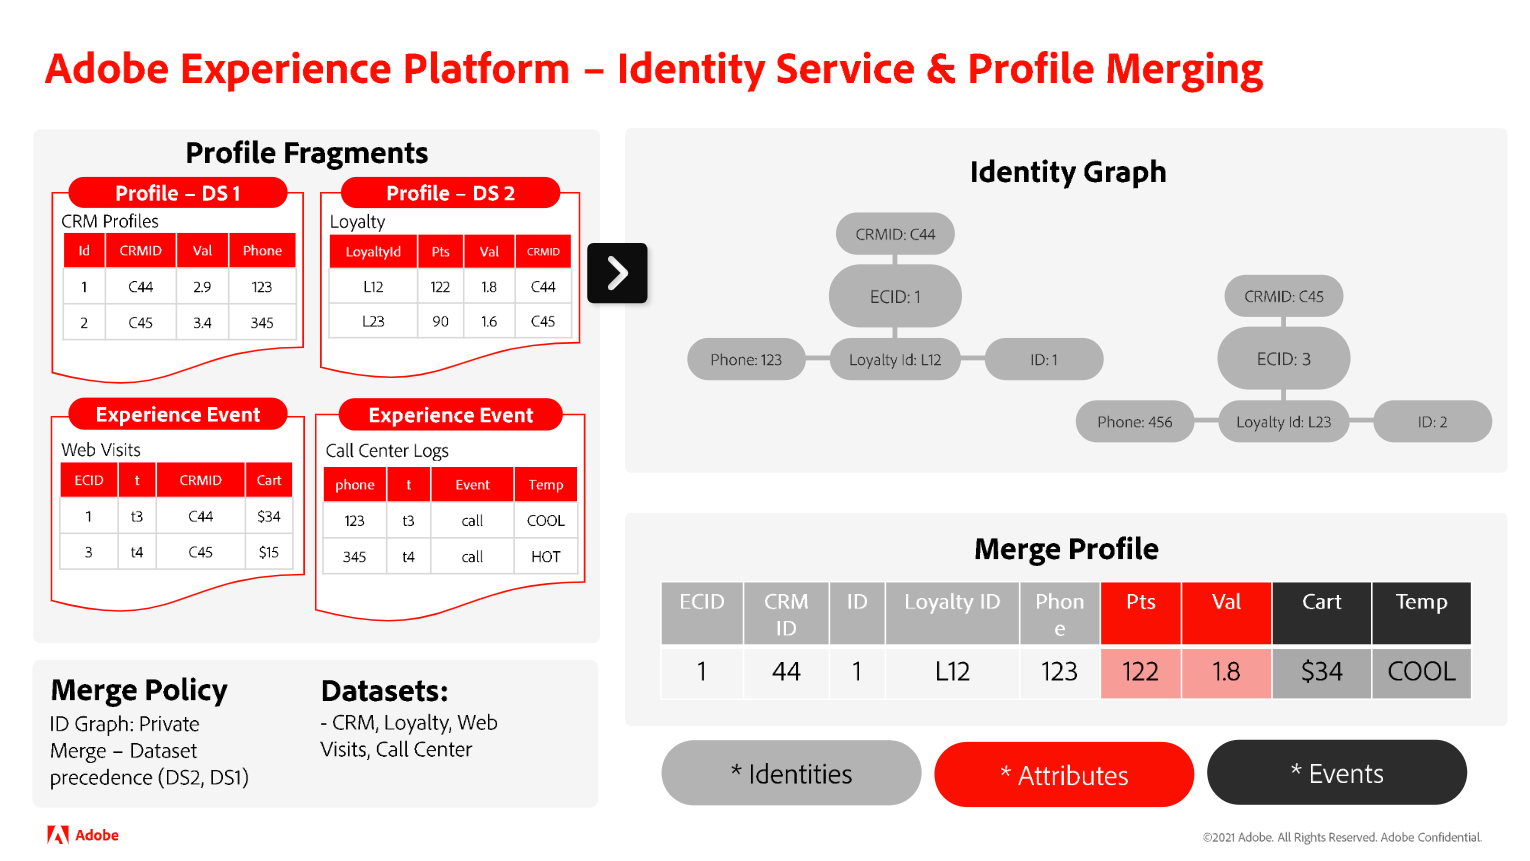 Adobe Experience Platform – Identity Service & Profile Merging
Profile Fragments
Profile – DS 1
CRM Profiles
Id CRMID Val Phone
1 C44 2.9 123
2 C45 3.4 345
Profile – DS 2
Loyalty
LoyaltyId Pts Val CRMID
L12 122 1.8 C44
L23 90 1.6 C45
Experience Event
Web Visits
ECID t CRMID Cart
1 t3 C44 $34
3 t4 C45 $15
Experience Event
Call Center Logs
phone t Event Temp
123 t3 call COOL
345 t4 call HOT
Merge Policy
ID Graph: Private
Merge – Dataset
precedence (DS2, DS1)
Datasets:
- CRM, Loyalty, Web
Visits, Call Center
Identity Graph
CRMID: C44
ECID: 1
Phone: 123 Loyalty Id: L12 ID: 1
CRMID: C45
ECID: 3
Phone: 456 Loyalty Id: L23 ID: 2
Merge Profile
ECID CRM ID Loyalty ID Phon Pts Val Cart Temp
ID e
1 44 1 L12 123 122 1.8 $34 COOL
* Identities * Attributes * Events
Adobe
©2021 Adobe. All Rights Reserved. Adobe Confidential.